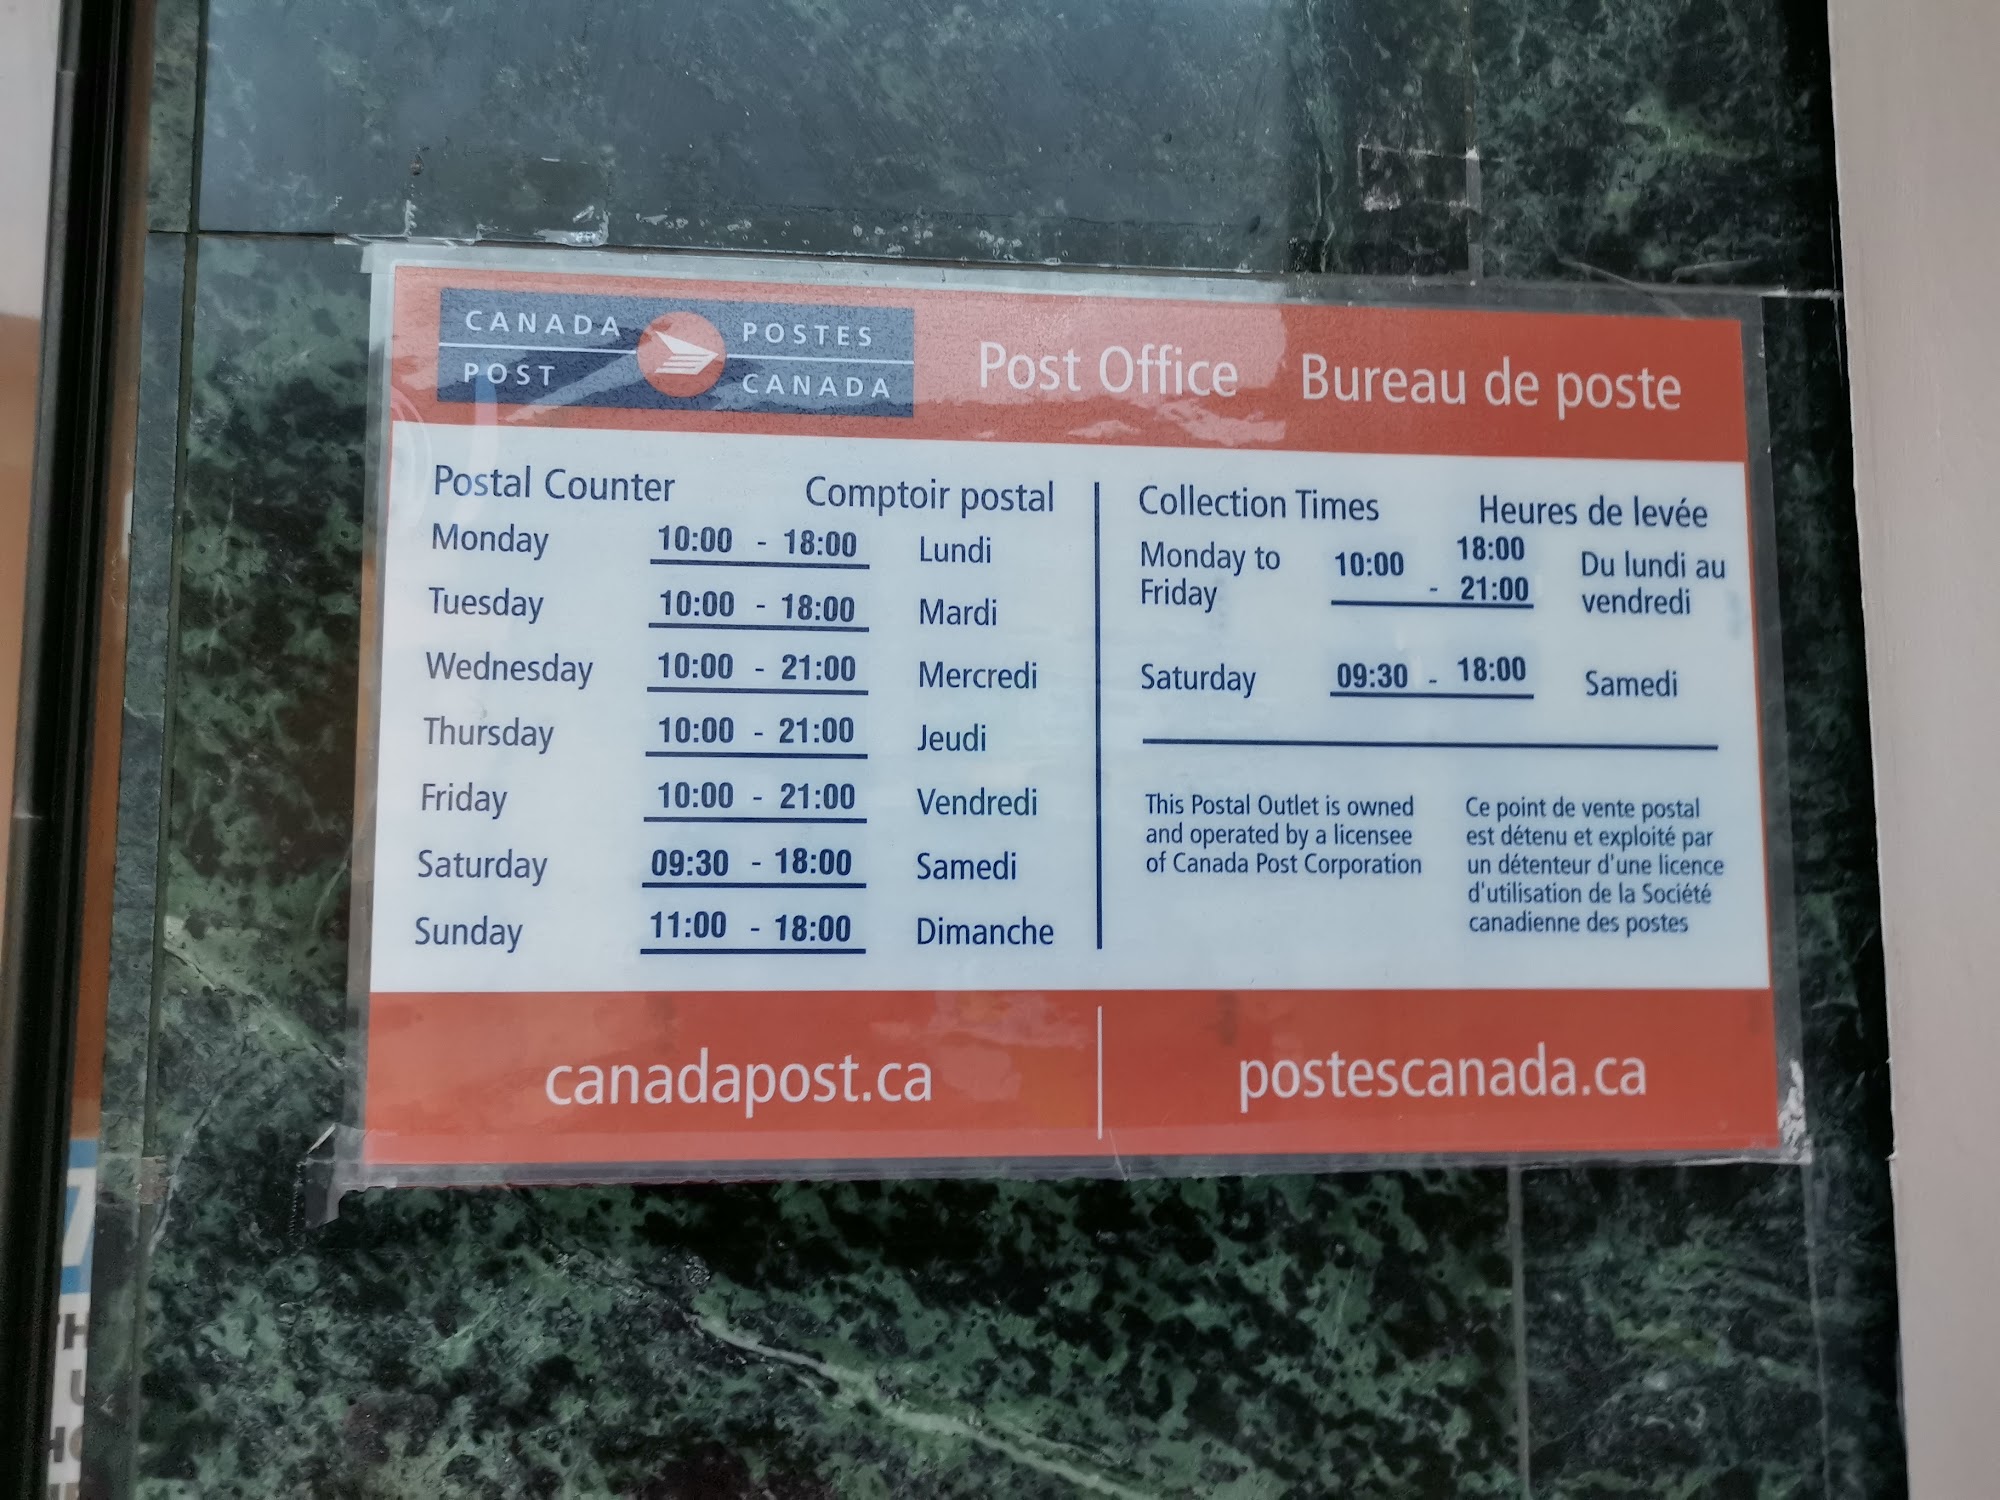 CANADA POSTES
POST CANADA
Post Office Bureau de poste
Postal Counter Comptoir postal
Monday 10:00 - 18:00 Lundi
Tuesday 10:00 - 18:00 Mardi
Wednesday 10:00 - 21:00 Mercredi
Thursday 10:00 - 21:00 Jeudi
Friday 10:00 - 21:00 Vendredi
Saturday 09:30 - 18:00 Samedi
Sunday 11:00 - 18:00 Dimanche
Collection Times Heures de levée
Monday to 10:00 18:00 Du lundi au
Friday - 21:00 vendredi
Saturday 09:30 - 18:00 Samedi
This Postal Outlet is owned
and operated by a licensee
of Canada Post Corporation
Ce point de vente postal
est détenu et exploité par
un détenteur d'une licence
d'utilisation de la Société
canadienne des postes
canadapost.ca
postescanada.ca